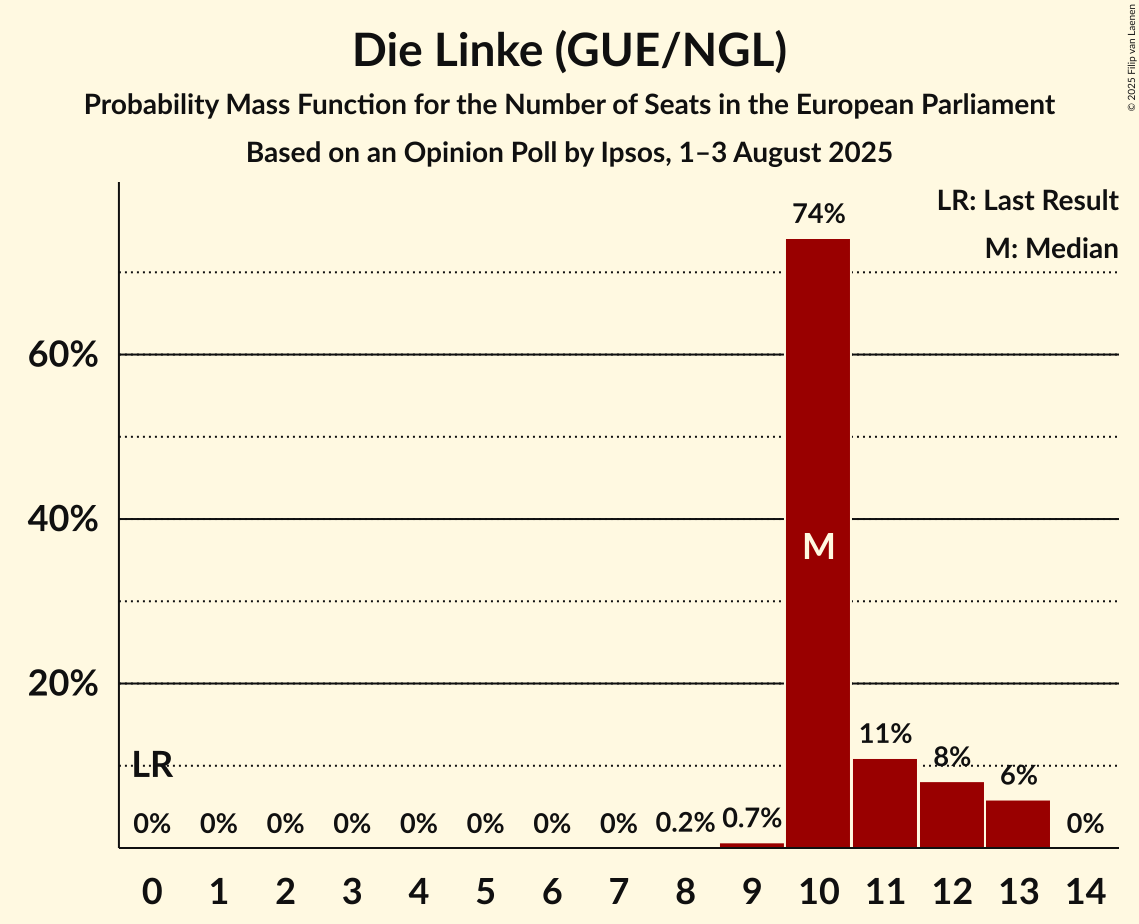 Die Linke (GUE/NGL)
Probability Mass Function for the Number of Seats in the European Parliament
Based on an Opinion Poll by Ipsos, 1–3 August 2025
© 2025 Filip van Laenen
LR: Last Result
M: Median
60%
40%
20%
LR
0% 0% 0% 0% 0% 0% 0% 0% 0.2% 0.7% 74% 11% 8% 6% 0%
M
0 1 2 3 4 5 6 7 8 9 10 11 12 13 14